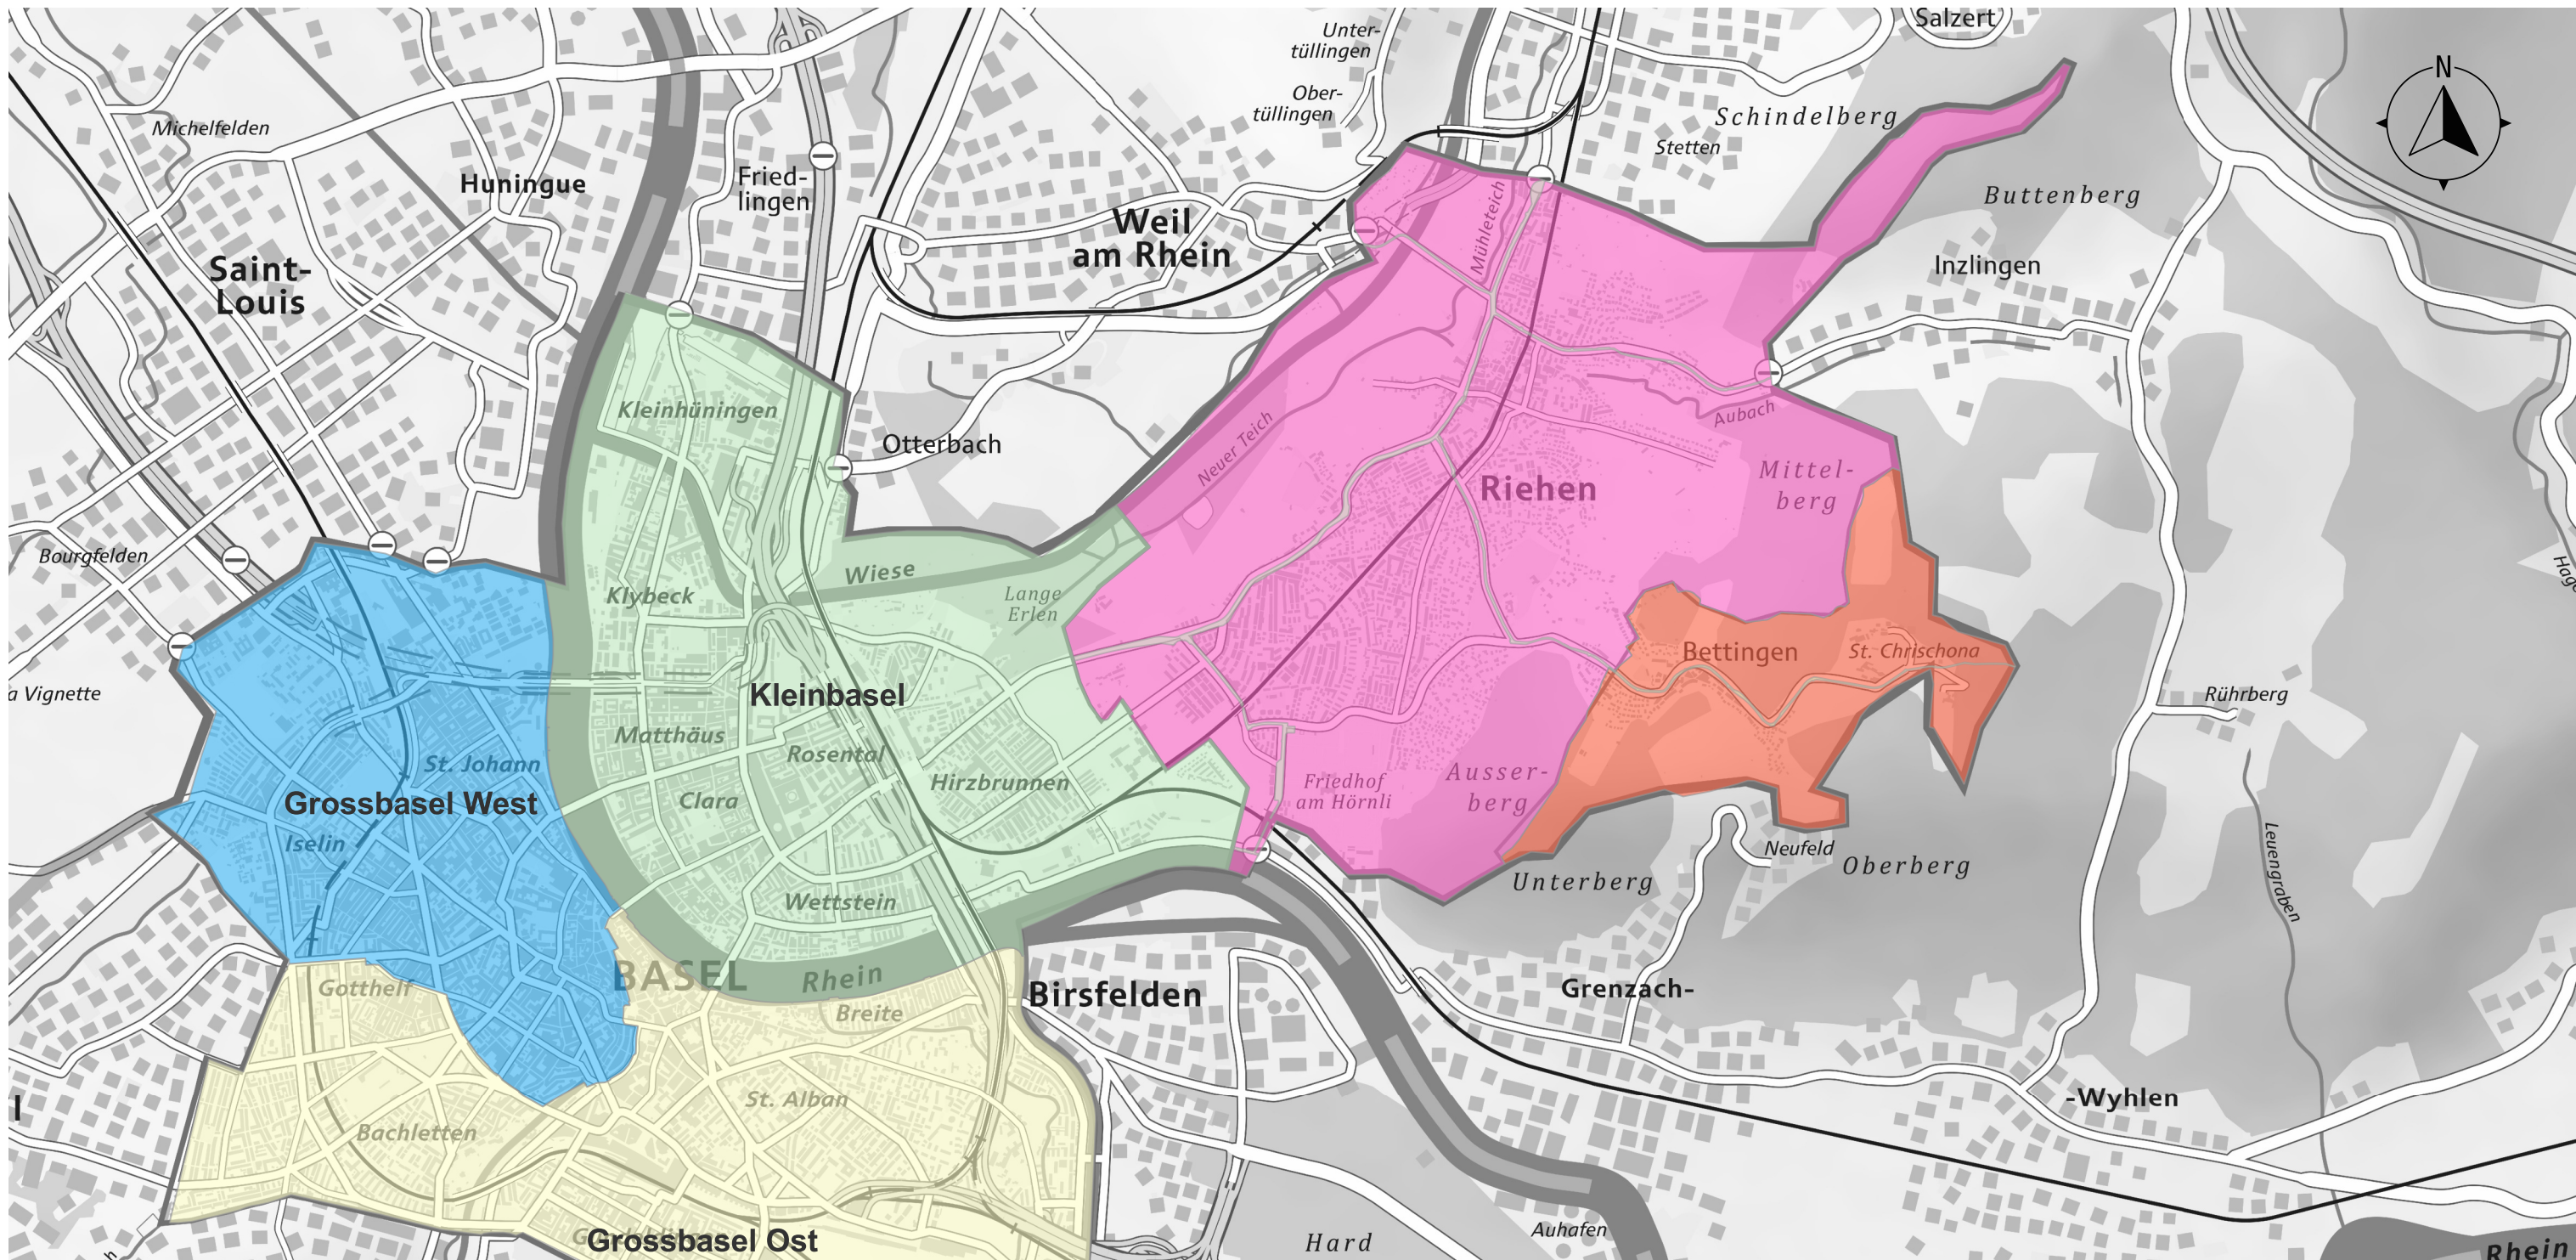 Salzert
Unter-
tüllingen
N
Ober-
tüllingen
Schindelberg
Michelfelden
Stetten
Huningue
Fried-
lingen
Buttenberg
Weil
am Rhein
Mühleteich
Saint-
Louis
Inzlingen
Kleinhüningen
Aubach
Otterbach
Neuer Teich
Mittel-
berg
Riehen
Bourgfelden
Wiese
Klybeck
Lange
Erlen
Bettingen
St. Chrischona
a Vignette
Kleinbasel
Rührberg
Matthäus
Rosental
St. Johann
Hirzbrunnen
Friedhof
am Hörnli
Ausser-
berg
Clara
Grossbasel West
Iselin
Neufeld
Oberberg
Unterberg
Leuengraben
Wettstein
BASEL
Rhein
Gotthelf
Birsfelden
Grenzach-
Breite
St. Alban
-Wyhlen
l
Bachletten
Grossbasel Ost
Auhafen
Hard
Rhein